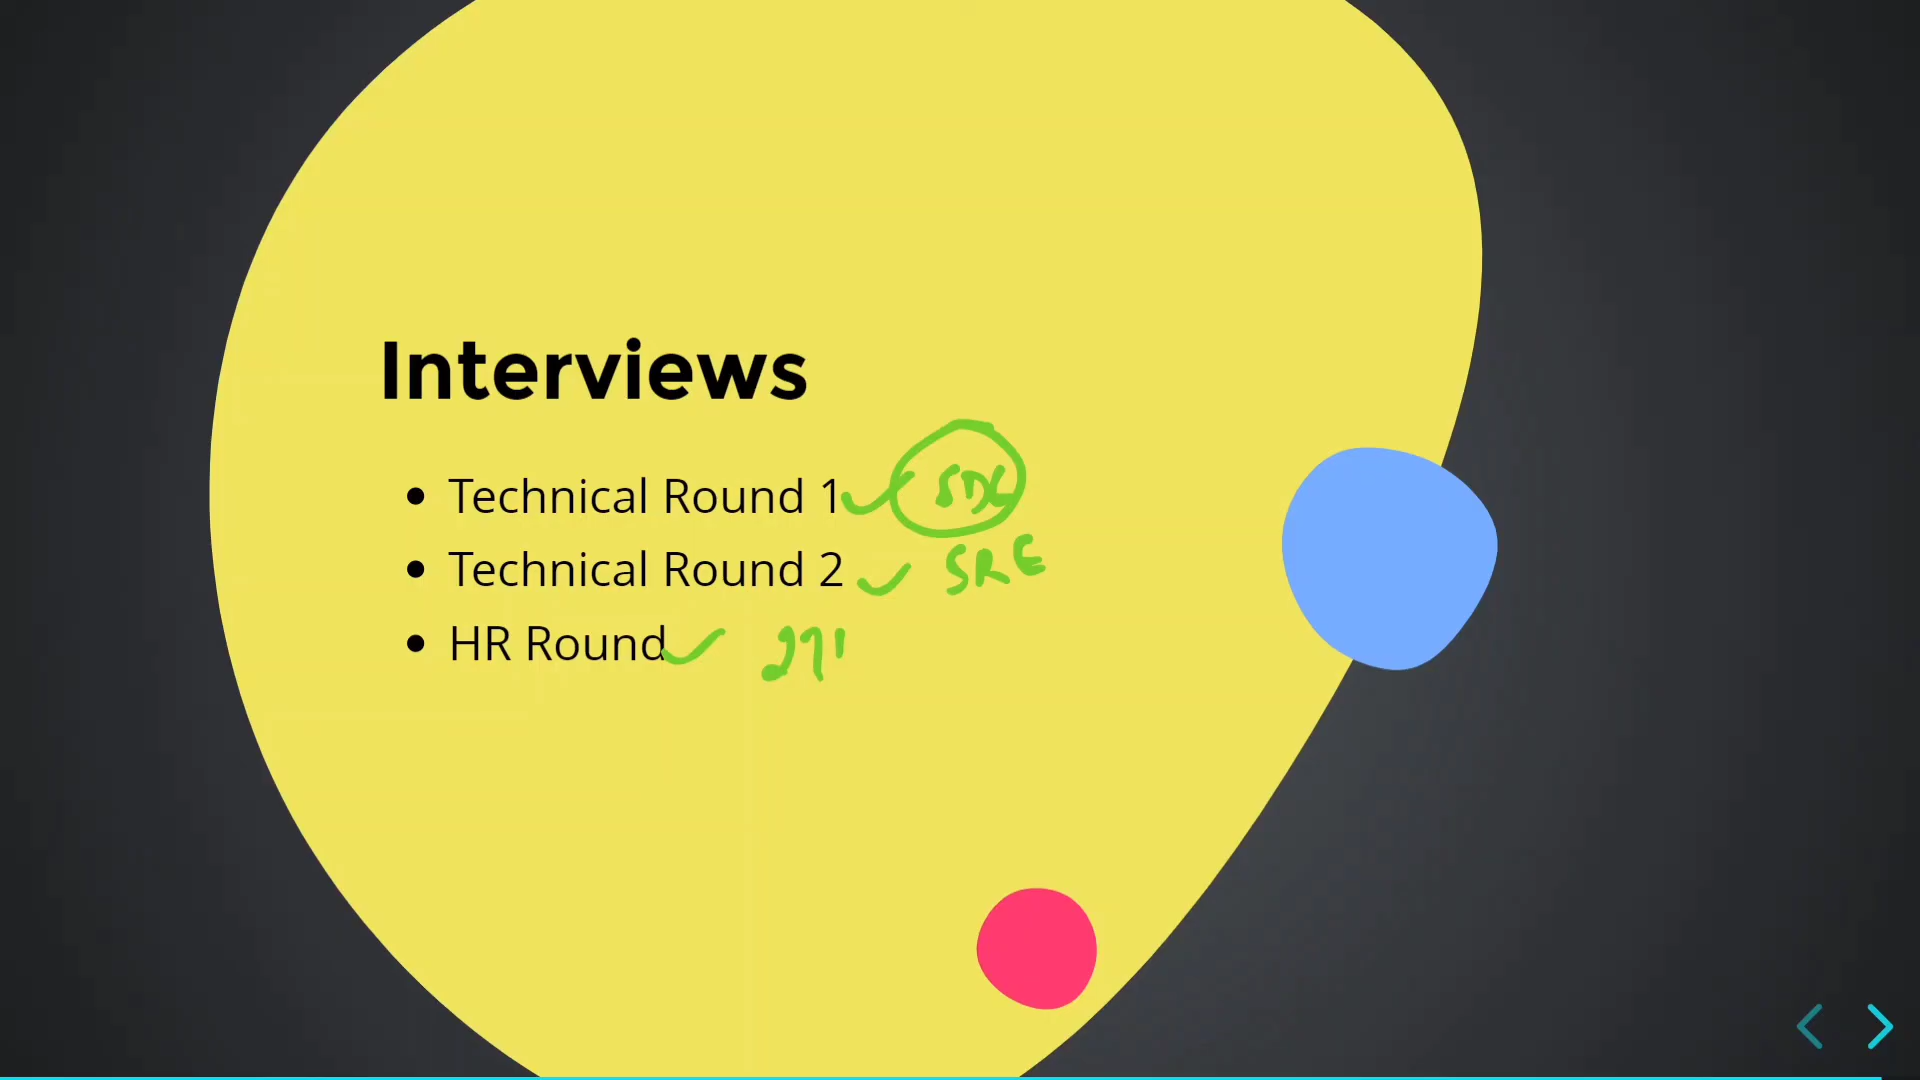 Interviews
• Technical Round 1
• Technical Round 2 SRE
• HR Round